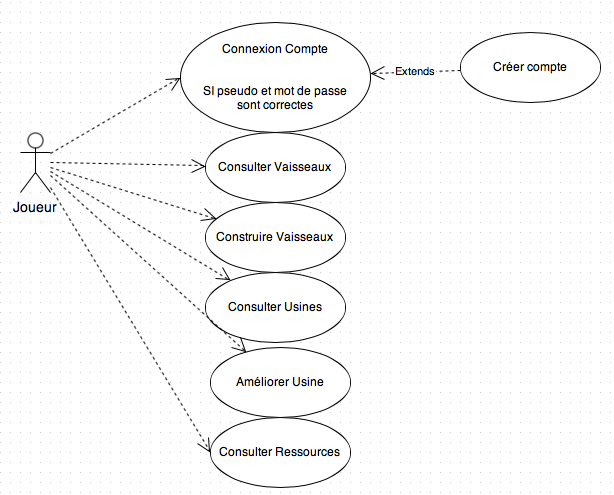 Connexion Compte
SI pseudo et mot de passe
sont correctes
Extends
Créer compte
Joueur
Consulter Vaisseaux
Construire Vaisseaux
Consulter Usines
Améliorer Usine
Consulter Ressources